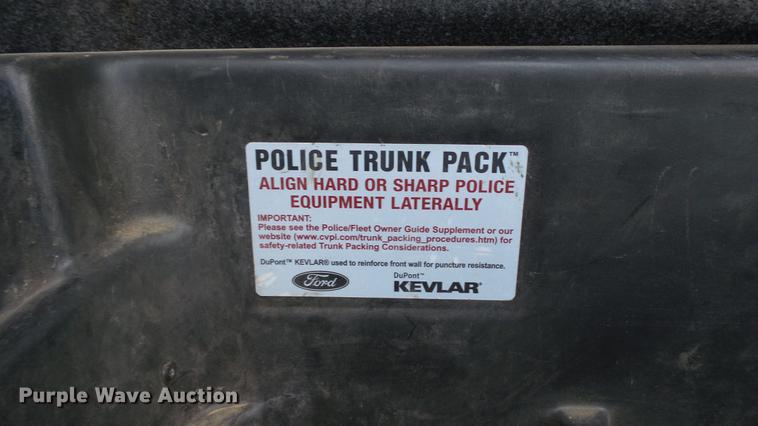 POLICE TRUNK PACK™
ALIGN HARD OR SHARP POLICE
EQUIPMENT LATERALLY
IMPORTANT:
Please see the Police/Fleet Owner Guide Supplement or our
website (www.cvpi.com/trunk_packing_procedures.htm) for
safety-related Trunk Packing Considerations.
DuPont™ KEVLAR® used to reinforce front wall for puncture resistance.
Ford
DuPont™
KEVLAR®
Purple Wave Auction